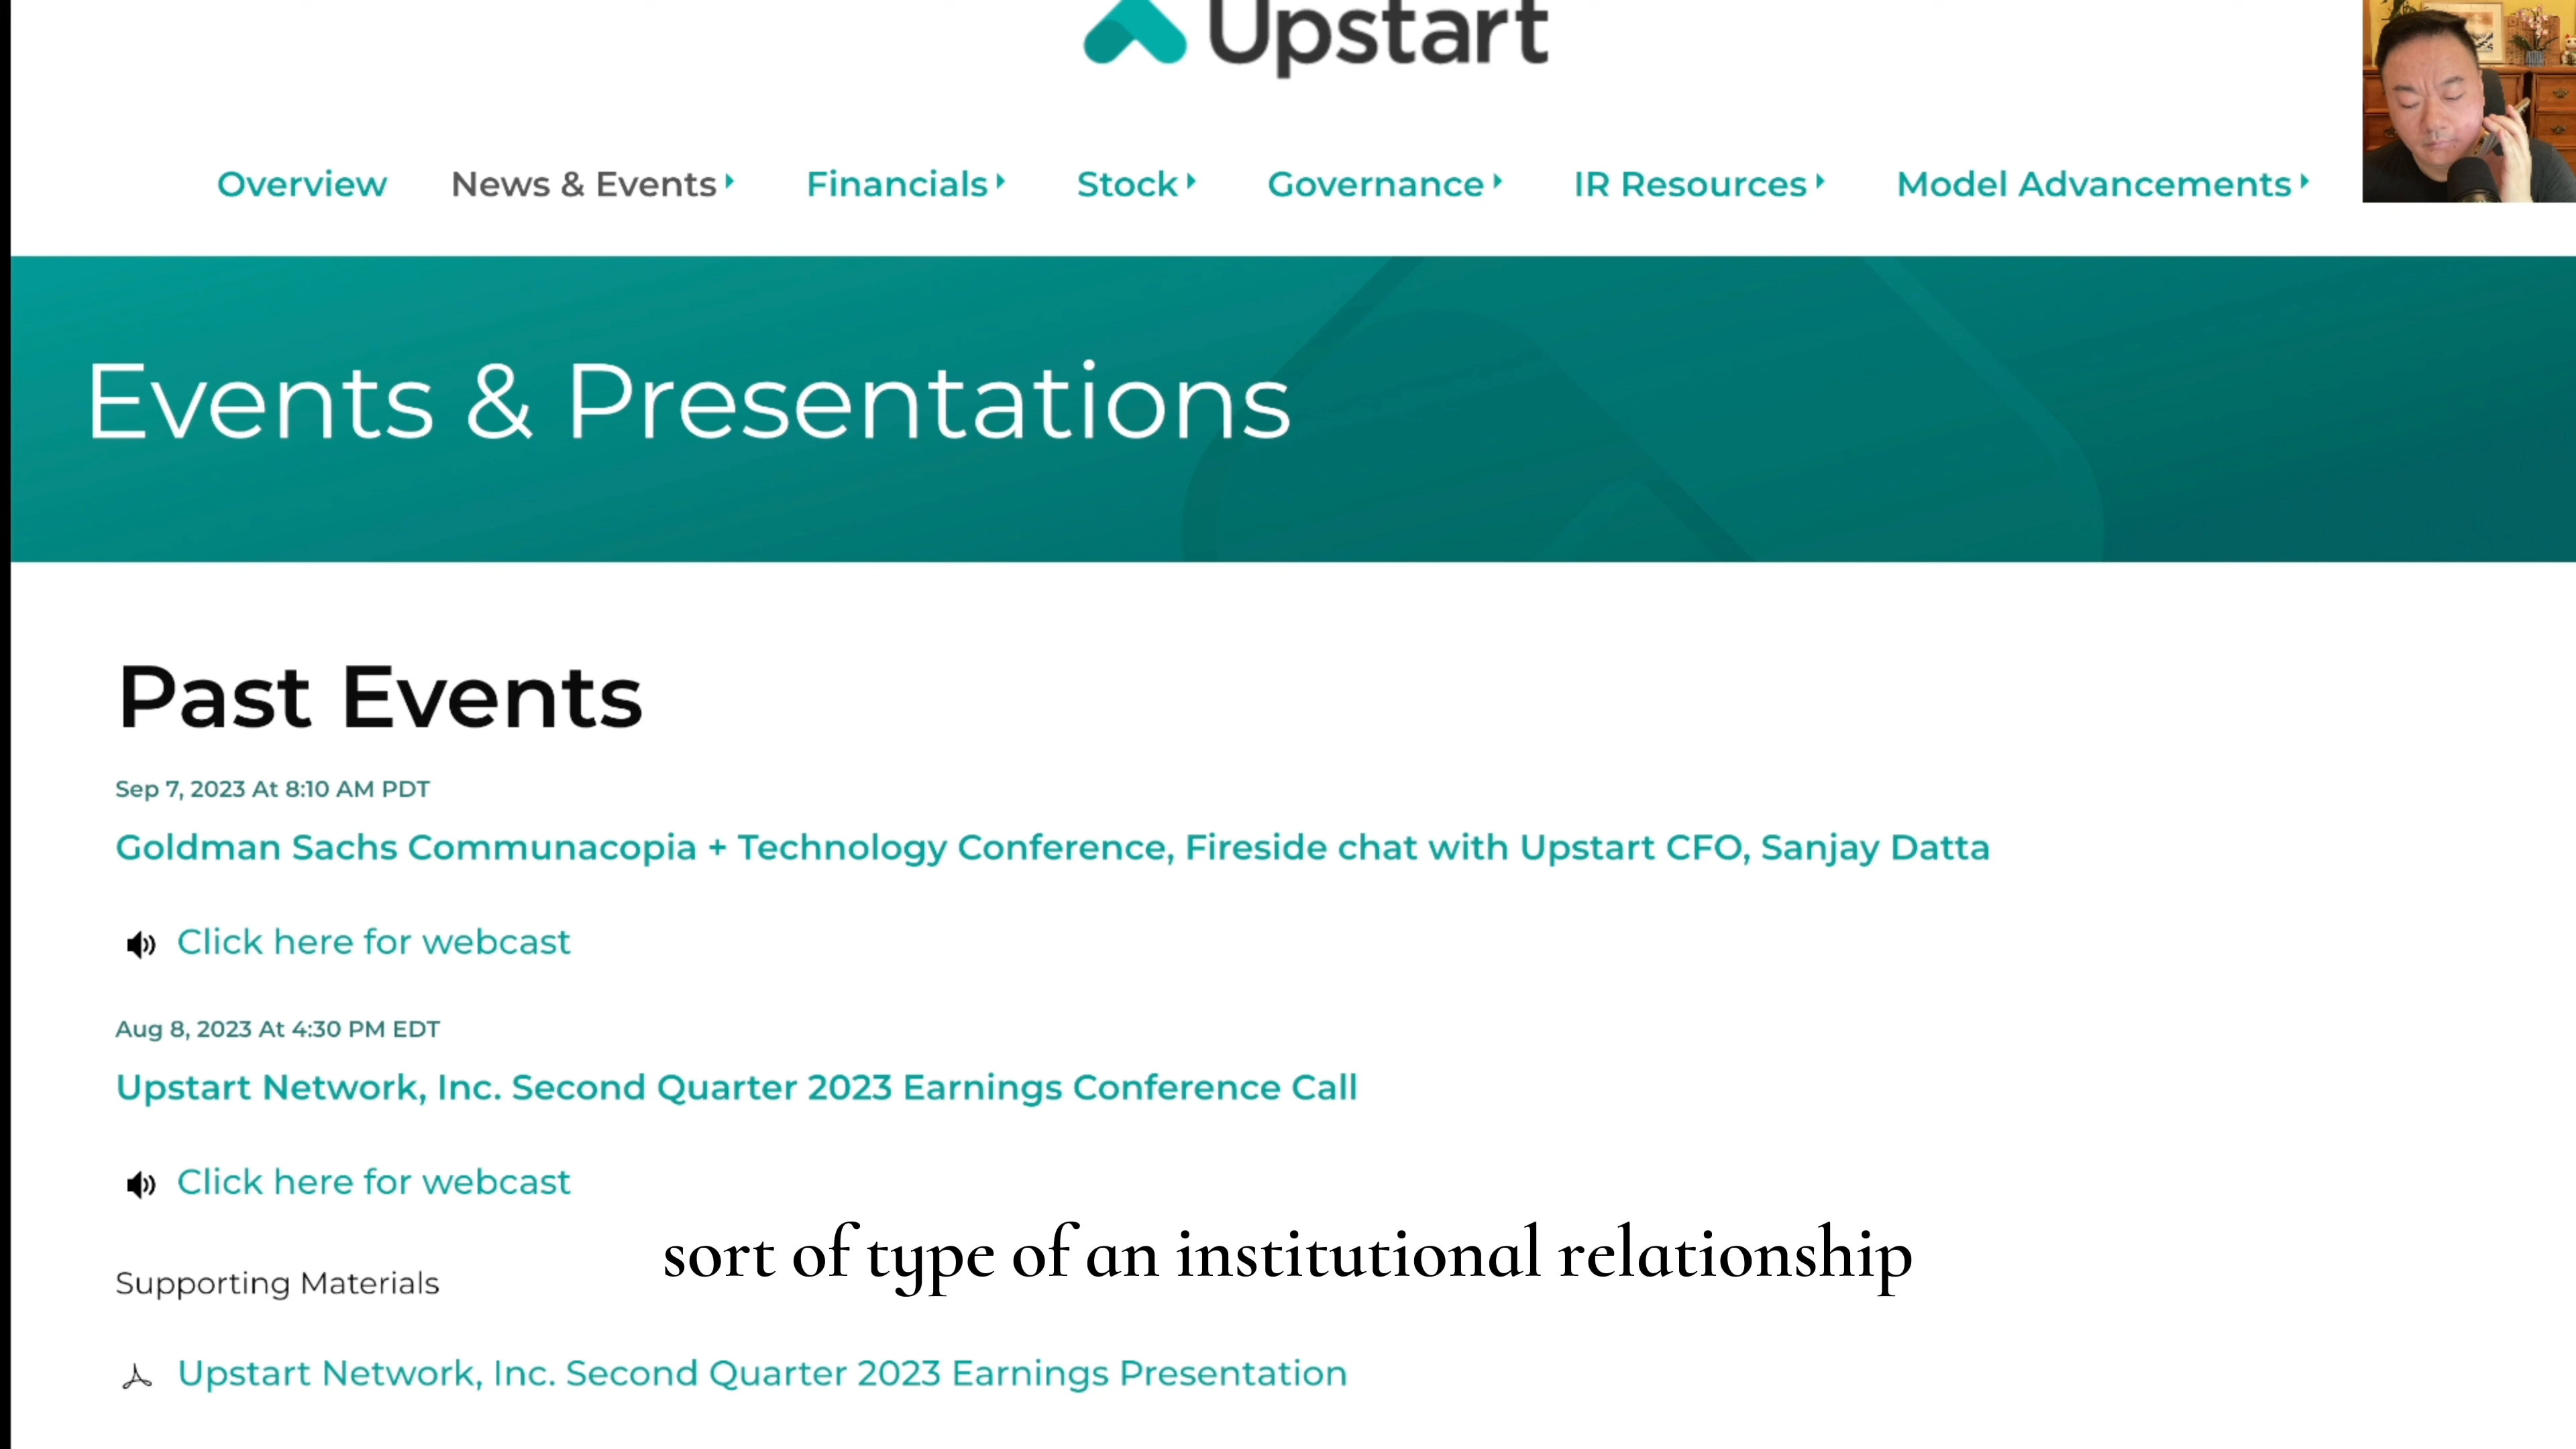 Upstart
Overview
News & Events
Financials
Stock
Governance
IR Resources
Model Advancements
Events & Presentations
Past Events
Sep 7, 2023 At 8:10 AM PDT
Goldman Sachs Communacopia + Technology Conference, Fireside chat with Upstart CFO, Sanjay Datta
Click here for webcast
Aug 8, 2023 At 4:30 PM EDT
Upstart Network, Inc. Second Quarter 2023 Earnings Conference Call
Click here for webcast
sort of type of an institutional relationship
Supporting Materials
Upstart Network, Inc. Second Quarter 2023 Earnings Presentation